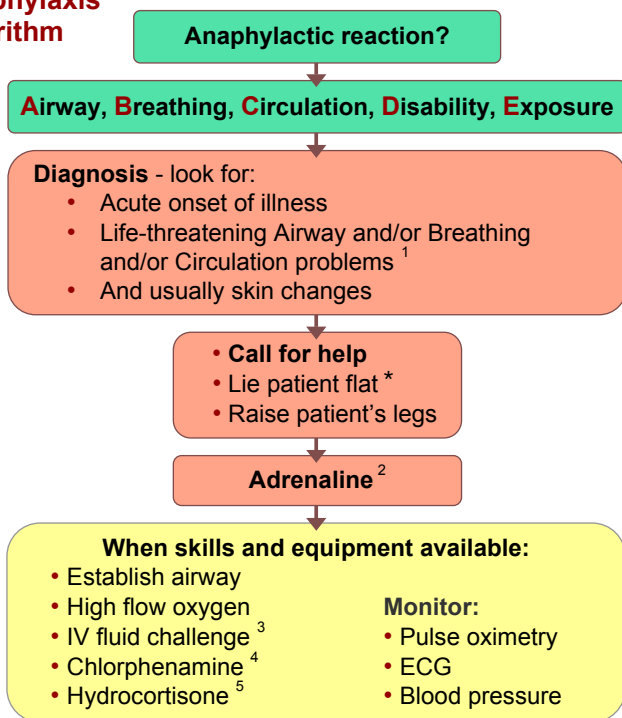 phylaxis
rithm
Anaphylactic reaction?
Airway, Breathing, Circulation, Disability, Exposure
Diagnosis - look for:
• Acute onset of illness
• Life-threatening Airway and/or Breathing
and/or Circulation problems 1
• And usually skin changes
• Call for help
• Lie patient flat *
• Raise patient's legs
Adrenaline 2
When skills and equipment available:
• Establish airway
• High flow oxygen
• IV fluid challenge 3
• Chlorphenamine 4
• Hydrocortisone 5
Monitor:
• Pulse oximetry
• ECG
• Blood pressure